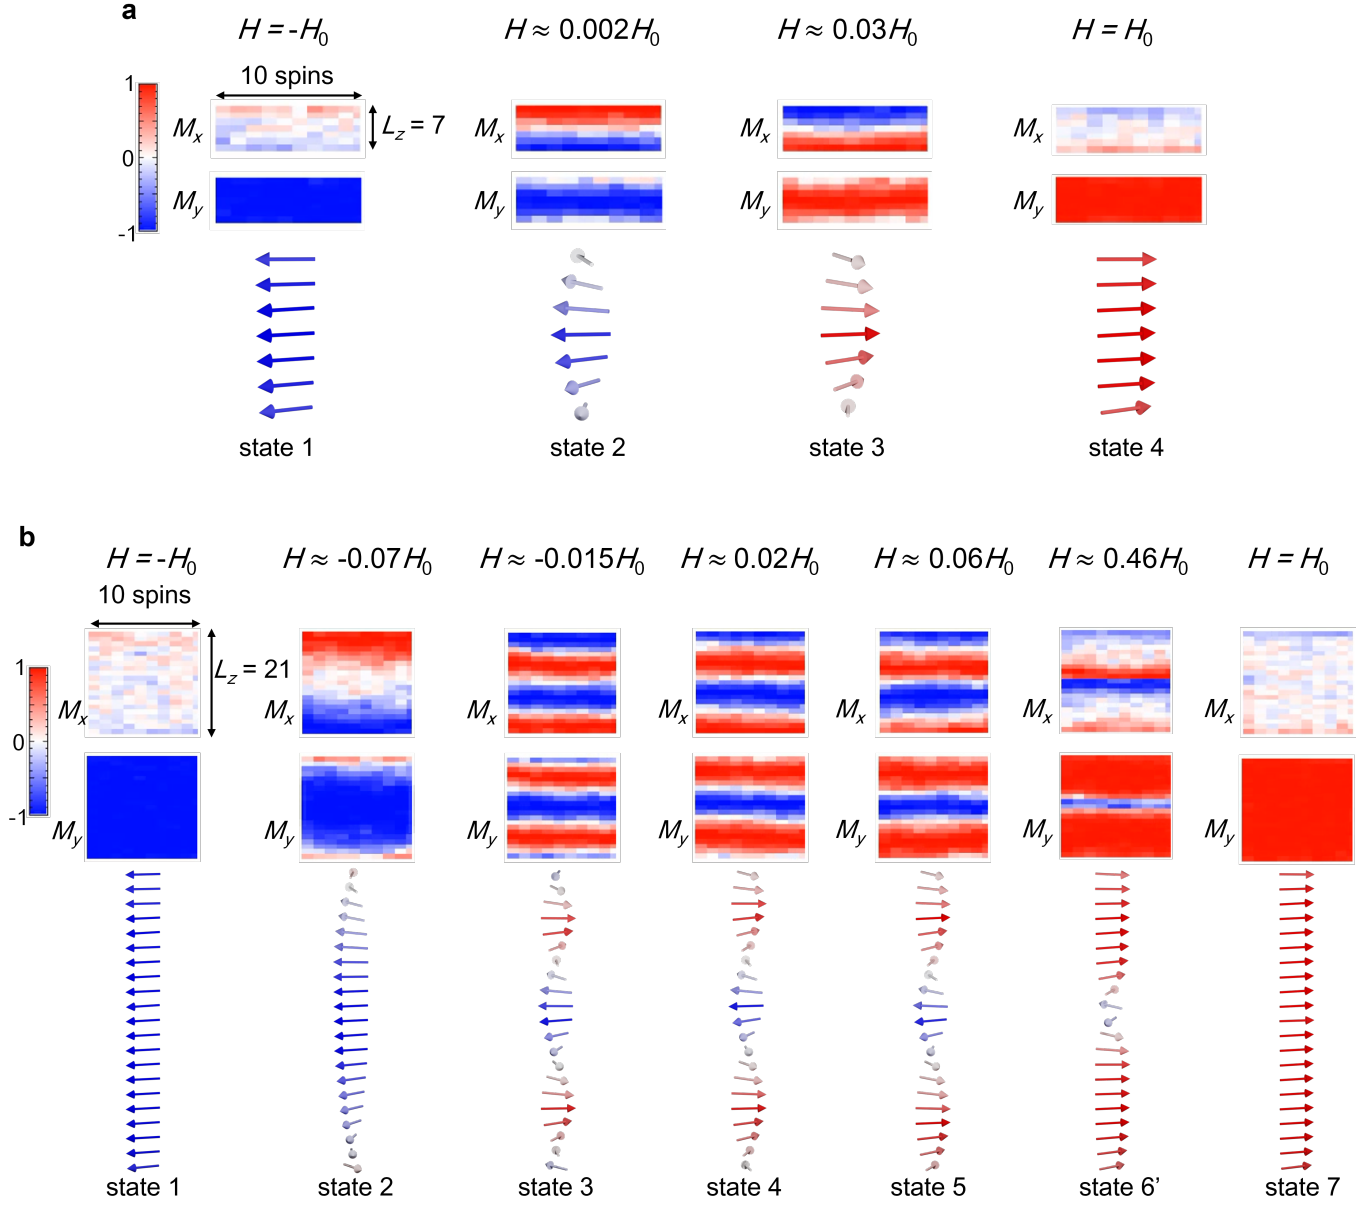 a
H = -H0 H ≈ 0.002H0 H ≈ 0.03H0 H = H0
1 10 spins
Mx Lz = 7 Mx Mx Mx
0
My My My My
-1
state 1 state 2 state 3 state 4
b
H = -H0 H ≈ -0.07H0 H ≈ -0.015H0 H ≈ 0.02H0 H ≈ 0.06H0 H ≈ 0.46H0 H = H0
10 spins
1 Lz = 21
Mx Mx Mx Mx Mx Mx Mx
0
-1 My My My My My My My
state 1 state 2 state 3 state 4 state 5 state 6’ state 7